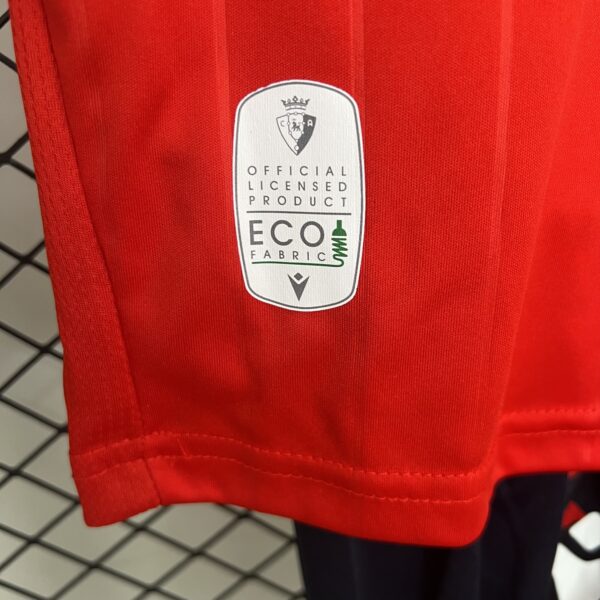 C A
OFFICIAL
LICENSED
PRODUCT
ECO
FABRIC